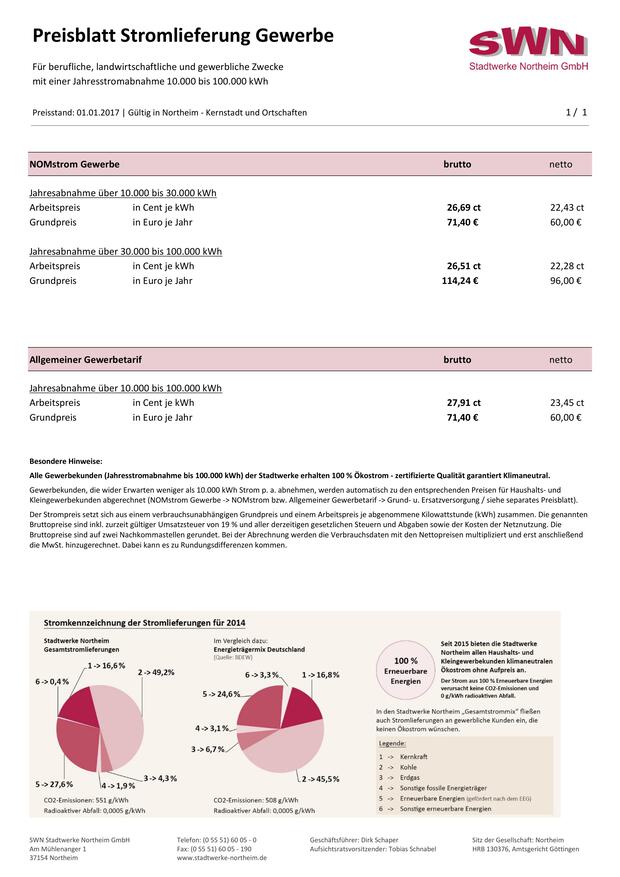 Preisblatt Stromlieferung Gewerbe
SWN
Stadtwerke Northeim GmbH
Für berufliche, landwirtschaftliche und gewerbliche Zwecke
mit einer Jahresstromabnahme 10.000 bis 100.000 kWh
Preisstand: 01.01.2017 | Gültig in Northeim - Kernstadt und Ortschaften 1 / 1
NOMstrom Gewerbe brutto netto
Jahresabnahme über 10.000 bis 30.000 kWh
Arbeitspreis in Cent je kWh 26,69 ct 22,43 ct
Grundpreis in Euro je Jahr 71,40 € 60,00 €
Jahresabnahme über 30.000 bis 100.000 kWh
Arbeitspreis in Cent je kWh 26,51 ct 22,28 ct
Grundpreis in Euro je Jahr 114,24 € 96,00 €
Allgemeiner Gewerbetarif brutto netto
Jahresabnahme über 10.000 bis 100.000 kWh
Arbeitspreis in Cent je kWh 27,91 ct 23,45 ct
Grundpreis in Euro je Jahr 71,40 € 60,00 €
Besondere Hinweise:
Alle Gewerbekunden (Jahresstromabnahme bis 100.000 kWh) der Stadtwerke erhalten 100 % Ökostrom - zertifizierte Qualität garantiert Klimaneutral.
Gewerbekunden, die wider Erwarten weniger als 10.000 kWh Strom p. a. abnehmen, werden automatisch zu den entsprechenden Preisen für Haushalts- und
Kleingewerbekunden abgerechnet (NOMstrom Gewerbe -> NOMstrom bzw. Allgemeiner Gewerbetarif -> Grund- u. Ersatzversorgung / siehe separates Preisblatt).
Der Strompreis setzt sich aus einem verbrauchsunabhängigen Grundpreis und einem Arbeitspreis je abgenommene Kilowattstunde (kWh) zusammen. Die genannten
Bruttopreise sind inkl. zurzeit gültiger Umsatzsteuer von 19 % und aller derzeitigen gesetzlichen Steuern und Abgaben sowie der Kosten der Netznutzung. Die
Bruttopreise sind auf zwei Nachkommastellen gerundet. Bei der Abrechnung werden die Verbrauchsdaten mit den Nettopreisen multipliziert und erst anschließend
die MwSt. hinzugerechnet. Dabei kann es zu Rundungsdifferenzen kommen.
Stromkennzeichnung der Stromlieferungen für 2014
Stadtwerke Northeim
Gesamtstromlieferungen
1 -> 16,6%
2 -> 49,2%
6 -> 0,4%
5 -> 27,6%
4 -> 1,9%
3 -> 4,3%
CO2-Emissionen: 551 g/kWh
Radioaktiver Abfall: 0,0005 g/kWh
Im Vergleich dazu:
Energieträgermix Deutschland
(Quelle: BDEW)
6 -> 3,3%
1 -> 16,8%
5 -> 24,6%
4 -> 3,1%
3 -> 6,7%
2 -> 45,5%
CO2-Emissionen: 508 g/kWh
Radioaktiver Abfall: 0,0005 g/kWh
100 %
Erneuerbare
Energien
Seit 2015 bieten die Stadtwerke
Northeim allen Haushalts- und
Kleingewerbekunden klimaneutralen
Ökostrom ohne Aufpreis an.
Der Strom aus 100 % Erneuerbare Energien
verursacht keine CO2-Emissionen und
0 g/kWh radioaktiven Abfall.
In den Stadtwerke Northeim „Gesamtstrommix“ fließen
auch Stromlieferungen an gewerbliche Kunden ein, die
keinen Ökostrom wünschen.
Legende:
1 -> Kernkraft
2 -> Kohle
3 -> Erdgas
4 -> Sonstige fossile Energieträger
5 -> Erneuerbare Energien (gefördert nach dem EEG)
6 -> Sonstige erneuerbare Energien
SWN Stadtwerke Northeim GmbH
Am Mühlenanger 1
37154 Northeim
Telefon: (0 55 51) 60 05 - 0
Fax: (0 55 51) 60 05 - 190
www.stadtwerke-northeim.de
Geschäftsführer: Dirk Schaper
Aufsichtsratsvorsitzender: Tobias Schnabel
Sitz der Gesellschaft: Northeim
HRB 130376, Amtsgericht Göttingen